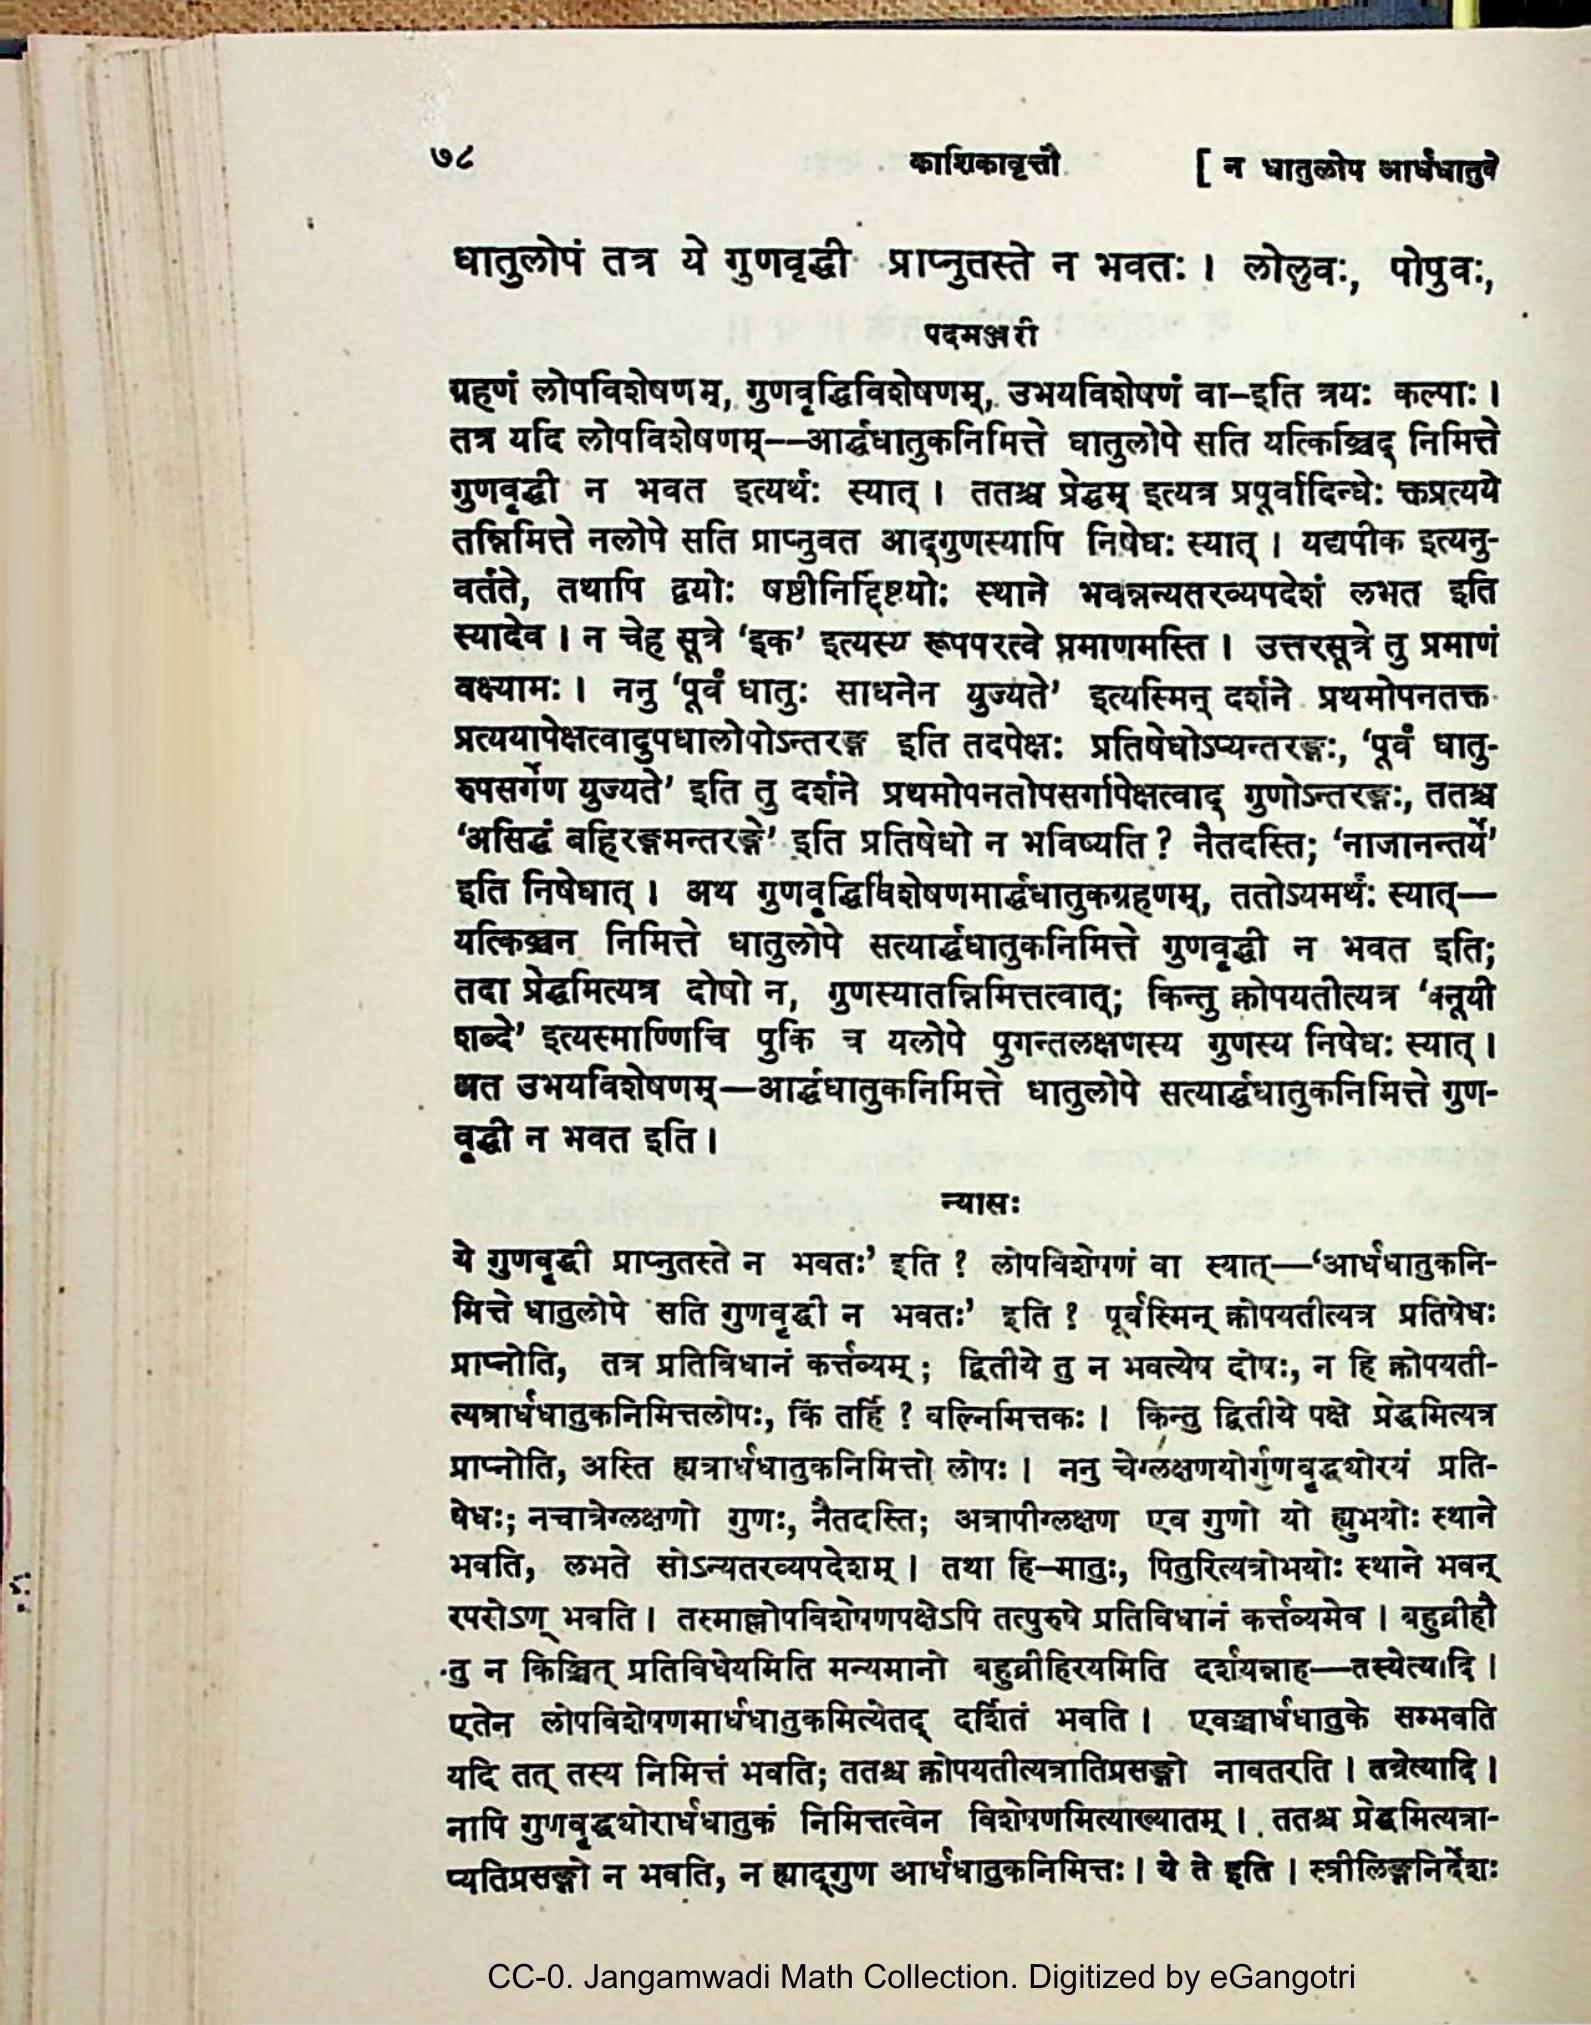 ७८ काशिकावृत्तौ [ न धातुलोप आर्धधातुके
धातुलोपं तत्र ये गुणवृद्धी प्राप्नुतस्ते न भवतः । लोलुवः, पोपुवः,
पदमञ्जरी
ग्रहणं लोपविशेषणम्, गुणवृद्धिविशेषणम्, उभयविशेषणं वा–इति त्रयः कल्पाः ।
तत्र यदि लोपविशेषणम्––आर्द्धधातुकनिमित्ते धातुलोपे सति यत्किञ्चिद् निमित्ते
गुणवृद्धी न भवत इत्यर्थः स्यात् । ततश्च प्रेद्धम् इत्यत्र प्रपूर्वादिन्धेः क्तप्रत्यये
तन्निमित्ते नलोपे सति प्राप्नुवत आद्गुणस्यापि निषेधः स्यात् । यद्यपीक इत्यनु-
वर्तते, तथापि द्वयोः षष्ठीनिर्द्दिष्टयोः स्थाने भवन्नन्यतरव्यपदेशं लभत इति
स्यादेव । न चेह सूत्रे ‘इक’ इत्यस्य रूपपरत्वे प्रमाणमस्ति । उत्तरसूत्रे तु प्रमाणं
वक्ष्यामः । ननु ‘पूर्वं धातुः साधनेन युज्यते’ इत्यस्मिन् दर्शने प्रथमोपनतक्त
प्रत्ययापेक्षत्वादुपधालोपोऽन्तरङ्ग इति तदपेक्षः प्रतिषेधोऽप्यन्तरङ्गः, ‘पूर्वं धातु-
रुपसर्गेण युज्यते’ इति तु दर्शने प्रथमोपनतोपसर्गापेक्षत्वाद् गुणोऽन्तरङ्गः, ततश्च
‘असिद्धं बहिरङ्गमन्तरङ्गे’ इति प्रतिषेधो न भविष्यति ? नैतदस्ति; ‘नाजानन्तर्ये’
इति निषेधात् । अथ गुणवृद्धिविशेषणमार्द्धधातुकग्रहणम्, ततोऽयमर्थः स्यात्—
यत्किञ्चन निमित्ते धातुलोपे सत्यार्द्धधातुकनिमित्ते गुणवृद्धी न भवत इति;
तदा प्रेद्धमित्यत्र दोषो न, गुणस्यातन्निमित्तत्वात्; किन्तु क्नोपयतीत्यत्र ‘क्नूयी
शब्दे’ इत्यस्माण्णिचि पुकि च यलोपे पुगन्तलक्षणस्य गुणस्य निषेधः स्यात् ।
अत उभयविशेषणम्—आर्द्धधातुकनिमित्ते धातुलोपे सत्यार्द्धधातुकनिमित्ते गुण-
वृद्धी न भवत इति ।
न्यासः
ये गुणवृद्धी प्राप्नुतस्ते न भवतः’ इति ? लोपविशेषणं वा स्यात्—‘आर्धधातुकनि-
मित्ते धातुलोपे सति गुणवृद्धी न भवतः’ इति ? पूर्वस्मिन् क्नोपयतीत्यत्र प्रतिषेधः
प्राप्नोति, तत्र प्रतिविधानं कर्त्तव्यम् ; द्वितीये तु न भवत्येष दोषः, न हि क्नोपयती-
त्यत्रार्धधातुकनिमित्तलोपः, किं तर्हि ? वल्निमित्तकः । किन्तु द्वितीये पक्षे प्रेद्धमित्यत्र
प्राप्नोति, अस्ति ह्यत्रार्धधातुकनिमित्तो लोपः । ननु चेग्लक्षणयोर्गुणवृद्ध्योरयं प्रति-
षेधः; नचात्रेग्लक्षणो गुणः, नैतदस्ति; अत्रापीग्लक्षण एव गुणो यो ह्युभयोः स्थाने
भवति, लभते सोऽन्यतरव्यपदेशम् । तथा हि–मातुः, पितुरित्यत्रोभयोः स्थाने भवन्
रपरोऽण् भवति । तस्माल्लोपविशेषणपक्षेऽपि तत्पुरुषे प्रतिविधानं कर्त्तव्यमेव । बहुव्रीहौ
तु न किञ्चित् प्रतिविधेयमिति मन्यमानो बहुव्रीहिरयमिति दर्शयन्नाह—तस्येत्यादि ।
एतेन लोपविशेषणमार्धधातुकमित्येतद् दर्शितं भवति । एवञ्चार्धधातुके सम्भवति
यदि तत् तस्य निमित्तं भवति; ततश्च क्नोपयतीत्यत्रातिप्रसङ्गो नावतरति । तत्रेत्यादि ।
नापि गुणवृद्ध्योरार्धधातुकं निमित्तत्वेन विशेषणमित्याख्यातम् । ततश्च प्रेद्धमित्यत्रा-
प्यतिप्रसङ्गो न भवति, न ह्याद्गुण आर्धधातुकनिमित्तः । ये ते इति । स्त्रीलिङ्गनिर्देशः
CC-0. Jangamwadi Math Collection. Digitized by eGangotri